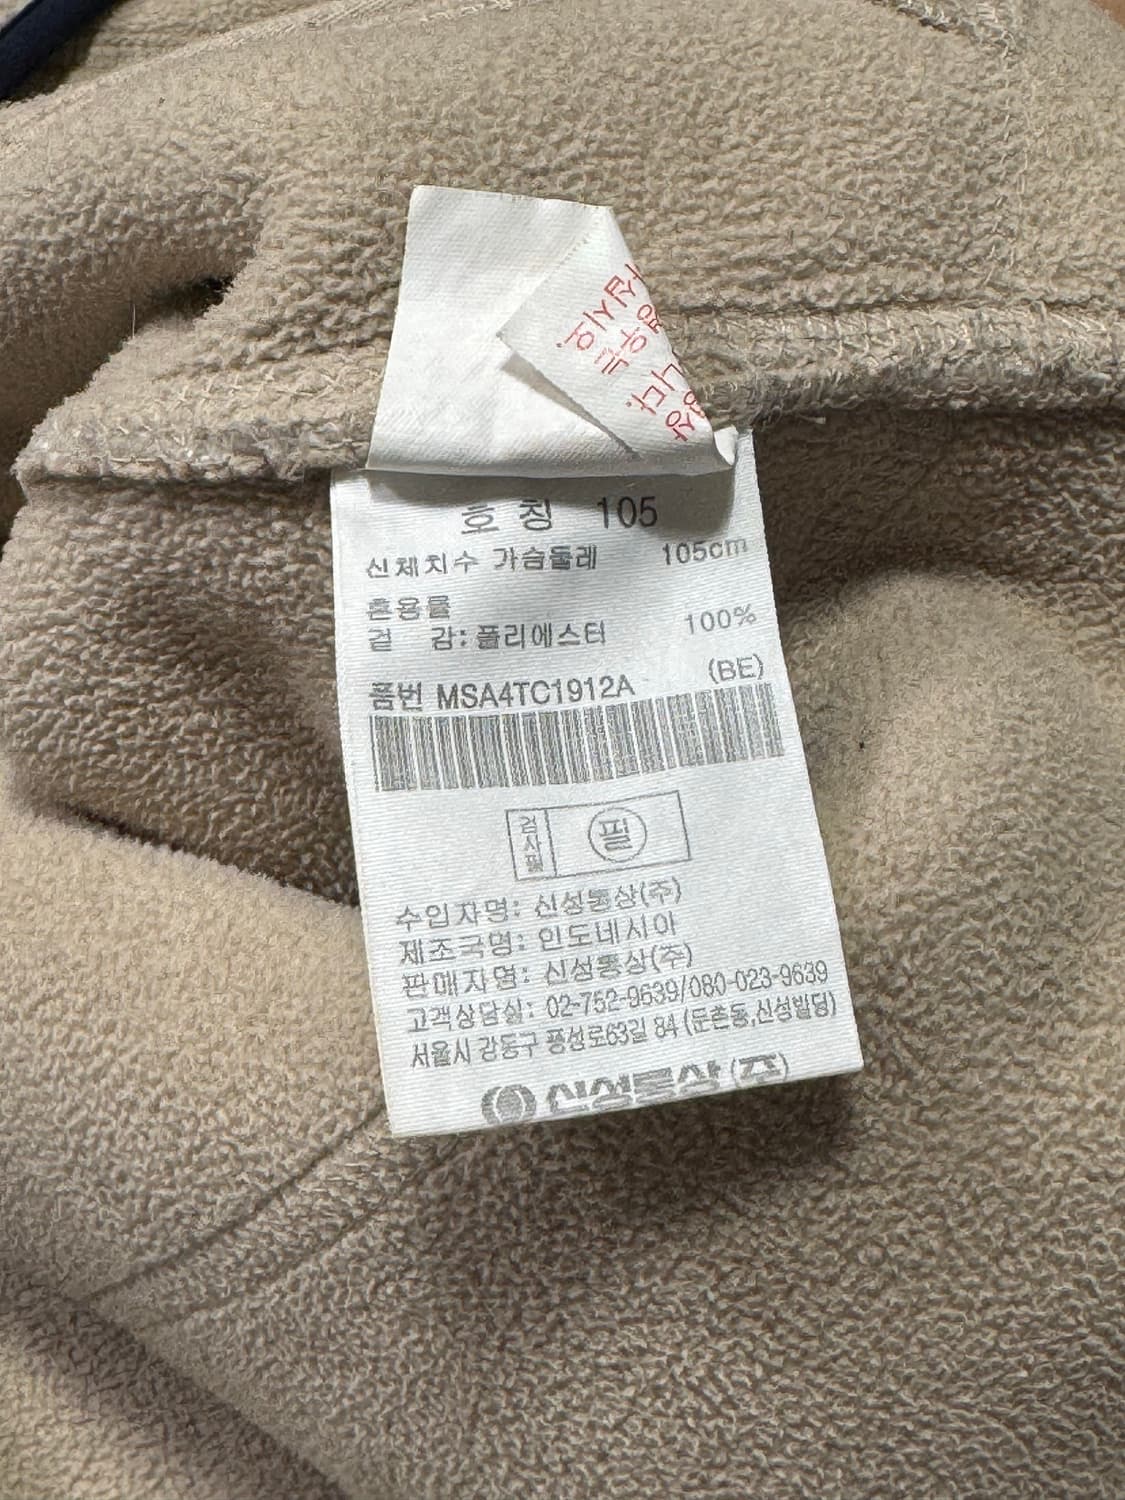 호 칭 105
신체치수 가슴둘레 105cm
혼용률
겉 감: 폴리에스터 100%
품번 MSA4TC1912A (BE)
검사필 필
수입자명: 신성통상(주)
제조국명: 인도네시아
판매자명: 신성통상(주)
고객상담실: 02-752-9639/080-023-9639
서울시 강동구 풍성로63길 84 (둔촌동,신성빌딩)
신성통상(주)